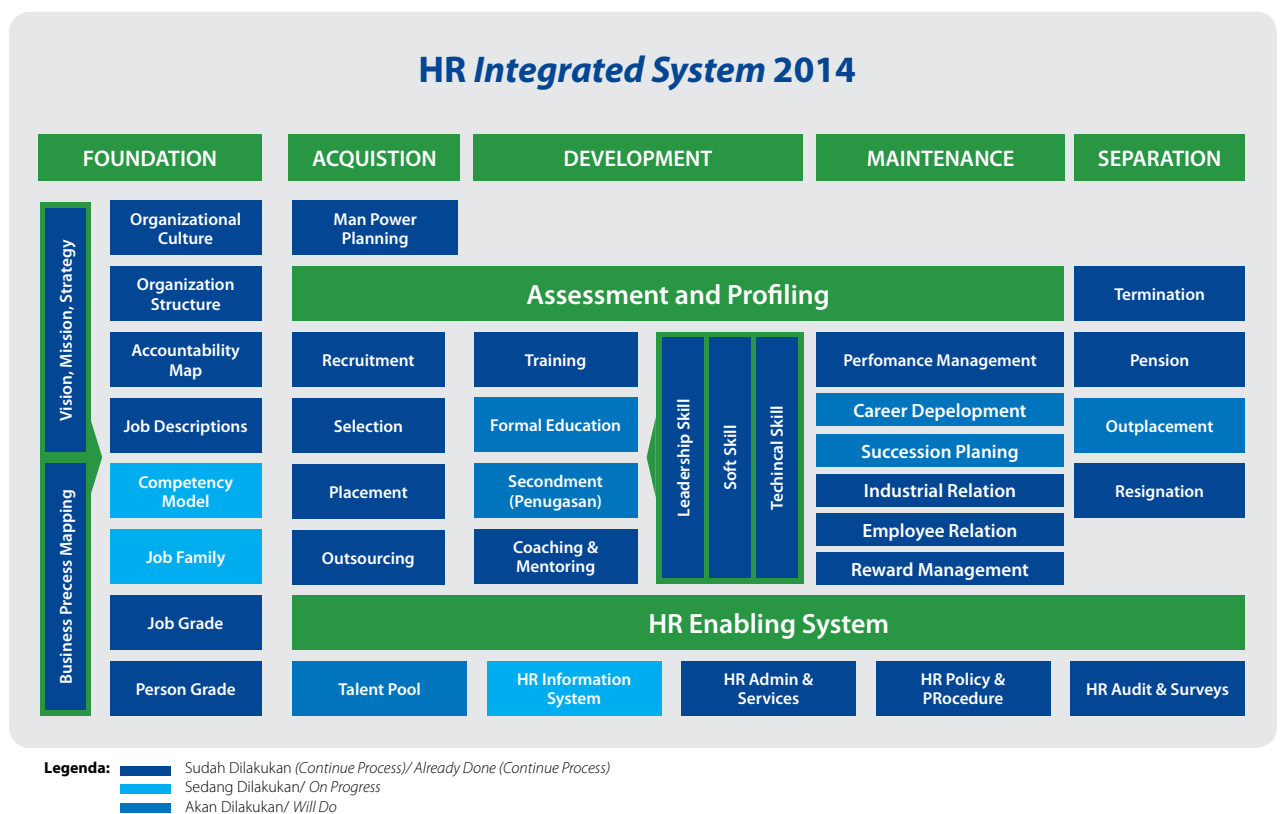 HR Integrated System 2014
FOUNDATION
ACQUISTION
DEVELOPMENT
MAINTENANCE
SEPARATION
Vision, Mission, Strategy
Business Precess Mapping
Organizational
Culture
Organization
Structure
Accountability
Map
Job Descriptions
Competency
Model
Job Family
Job Grade
Person Grade
Man Power
Planning
Assessment and Profiling
Recruitment
Selection
Placement
Outsourcing
Training
Formal Education
Secondment
(Penugasan)
Coaching &
Mentoring
Leadership Skill
Soft Skill
Techincal Skill
Perfomance Management
Career Depelopment
Succession Planing
Industrial Relation
Employee Relation
Reward Management
Termination
Pension
Outplacement
Resignation
HR Enabling System
Talent Pool
HR Information
System
HR Admin &
Services
HR Policy &
PRocedure
HR Audit & Surveys
Legenda:
Sudah Dilakukan (Continue Process)/ Already Done (Continue Process)
Sedang Dilakukan/ On Progress
Akan Dilakukan/ Will Do